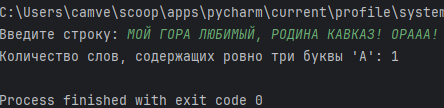 C:\Users\camve\scoop\apps\pycharm\current\profile\system
Введите строку: МОЙ ГОРА ЛЮБИМЫЙ, РОДИНА КАВКАЗ! ОРААА!
Количество слов, содержащих ровно три буквы 'А': 1
Process finished with exit code 0